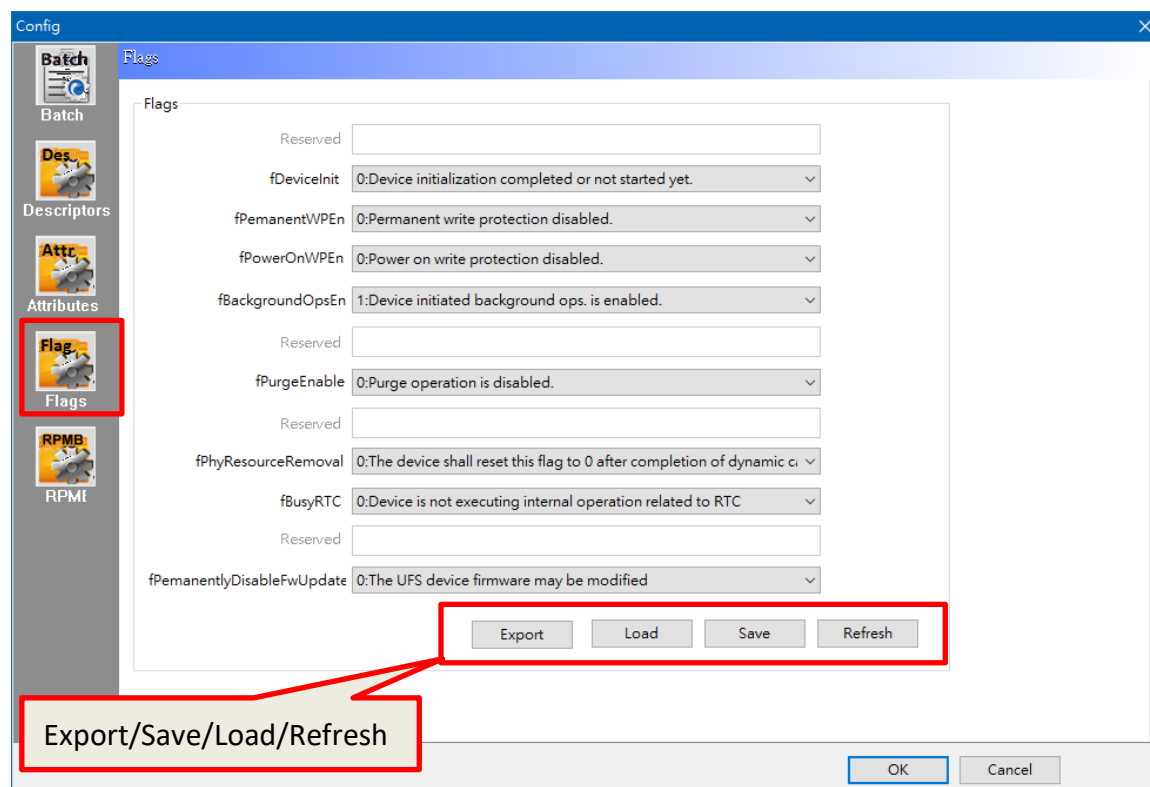 Config
Batch
Batch
Des
Descriptors
Attr
Attributes
Flag
Flags
RPMB
RPME
Flags
Flags
Reserved
fDeviceInit 0:Device initialization completed or not started yet.
fPemanentWPEn 0:Permanent write protection disabled.
fPowerOnWPEn 0:Power on write protection disabled.
fBackgroundOpsEn 1:Device initiated background ops. is enabled.
Reserved
fPurgeEnable 0:Purge operation is disabled.
Reserved
fPhyResourceRemoval 0:The device shall reset this flag to 0 after completion of dynamic ca
fBusyRTC 0:Device is not executing internal operation related to RTC
Reserved
fPemanentlyDisableFwUpdate 0:The UFS device firmware may be modified
Export Load Save Refresh
Export/Save/Load/Refresh
OK Cancel